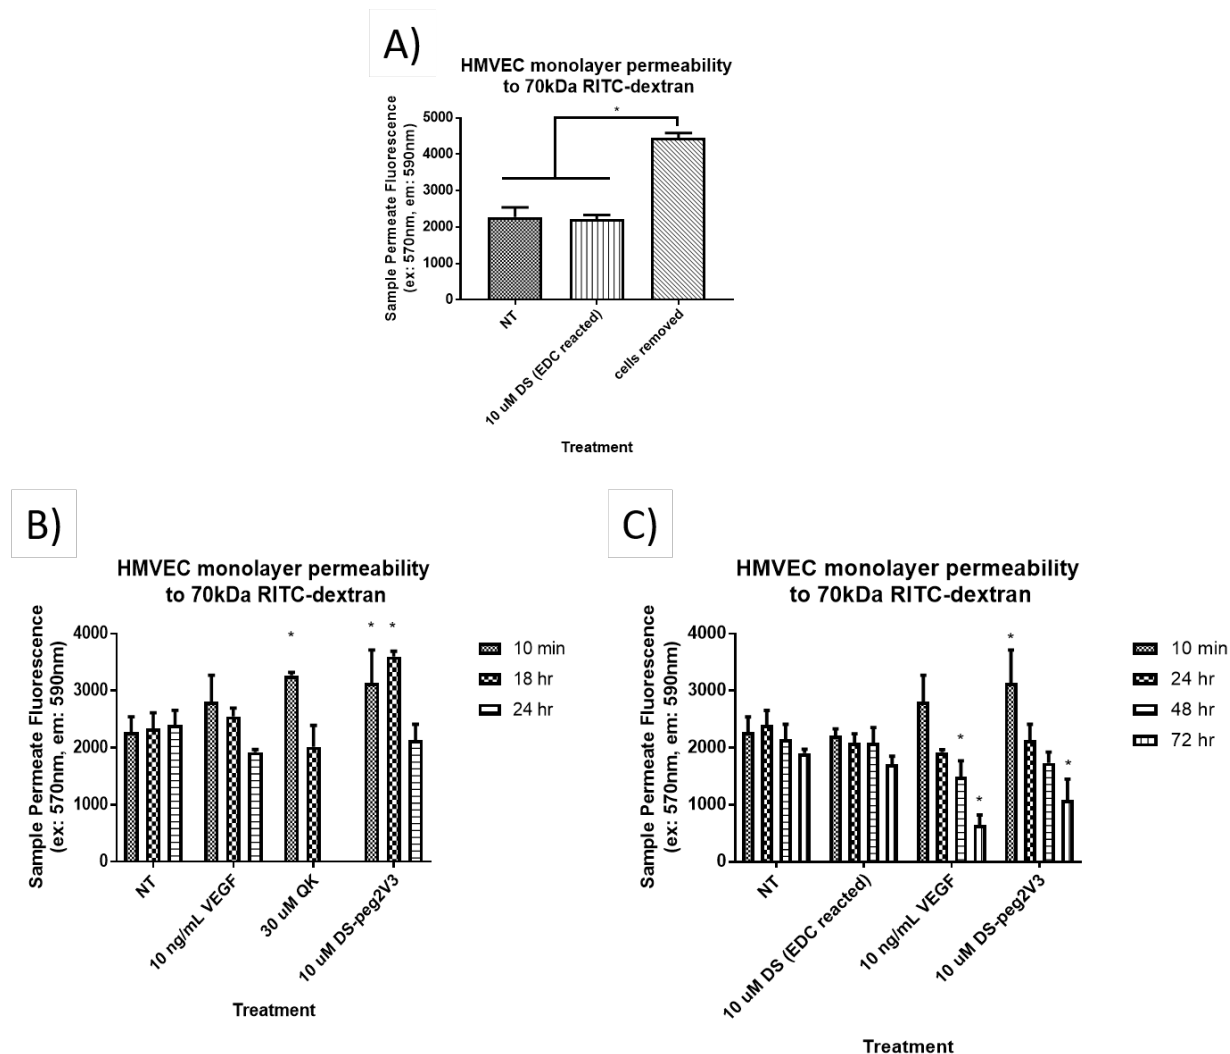 A)
HMVEC monolayer permeability
to 70kDa RITC-dextran
Sample Permeate Fluorescence
(ex: 570nm, em: 590nm)
5000
4000
3000
2000
1000
0
*
NT
10 uM DS (EDC reacted)
cells removed
Treatment
B)
HMVEC monolayer permeability
to 70kDa RITC-dextran
Sample Permeate Fluorescence
(ex: 570nm, em: 590nm)
4000
3000
2000
1000
0
*
* *
10 min
18 hr
24 hr
NT
10 ng/mL VEGF
30 uM QK
10 uM DS-peg2V3
Treatment
C)
HMVEC monolayer permeability
to 70kDa RITC-dextran
Sample Permeate Fluorescence
(ex: 570nm, em: 590nm)
4000
3000
2000
1000
0
*
*
*
*
10 min
24 hr
48 hr
72 hr
NT
10 uM DS (EDC reacted)
10 ng/mL VEGF
10 uM DS-peg2V3
Treatment